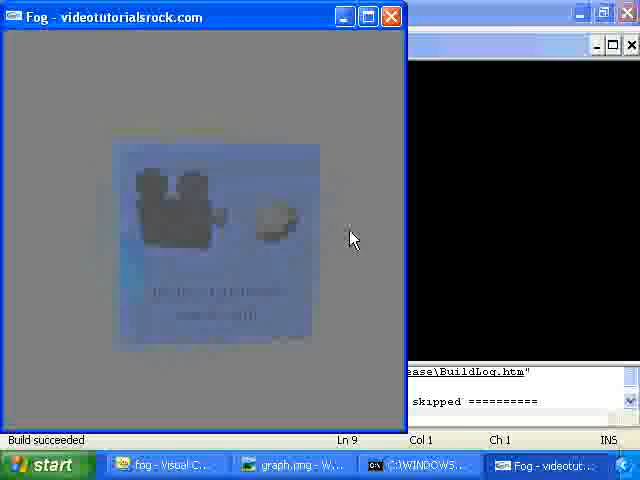 Fog - videotutorialsrock.com
ease\BuildLog.htm"
skipped ==========
Build succeeded
Ln 9
Col 1
Ch 1
INS
start
fog - Visual C...
graph.png - W...
C:\WINDOWS...
Fog - videotut...